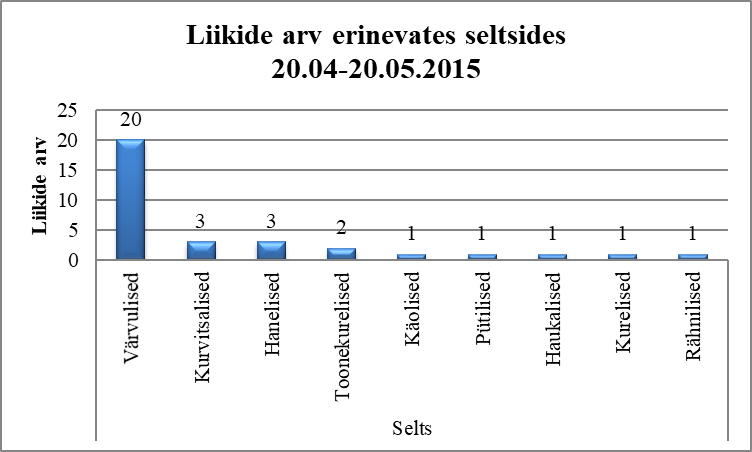 Liikide arv erinevates seltsides
20.04-20.05.2015
Liikide arv
25
20
15
10
5
0
20
3
3
2
1
1
1
1
1
Värvulised
Kurvitsalised
Hanelised
Toonekurelised
Käolised
Pütilised
Haukalised
Kurelised
Rähnilised
Selts